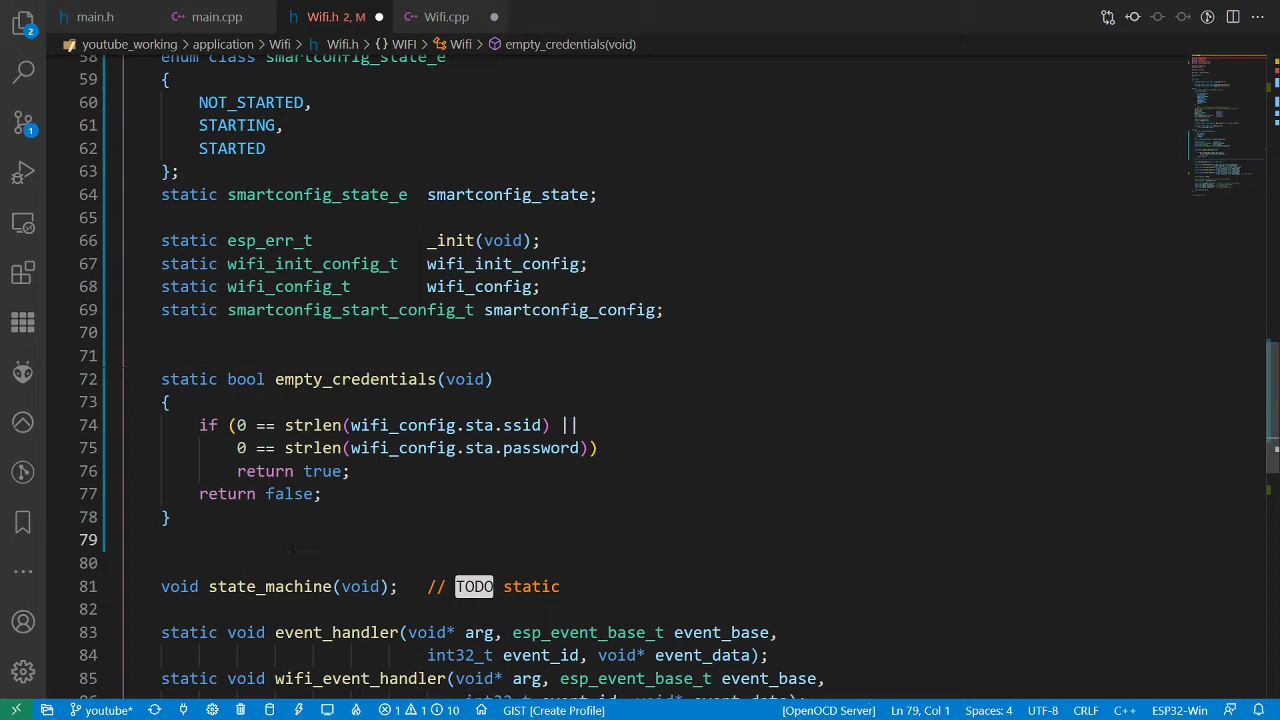 main.h main.cpp Wifi.h 2, M Wifi.cpp
youtube_working application Wifi Wifi.h {} WIFI Wifi empty_credentials(void)
58 enum class smartconfig_state_e
59 {
60 NOT_STARTED,
61 STARTING,
62 STARTED
63 };
64 static smartconfig_state_e smartconfig_state;
65
66 static esp_err_t _init(void);
67 static wifi_init_config_t wifi_init_config;
68 static wifi_config_t wifi_config;
69 static smartconfig_start_config_t smartconfig_config;
70
71
72 static bool empty_credentials(void)
73 {
74 if (0 == strlen(wifi_config.sta.ssid) ||
75 0 == strlen(wifi_config.sta.password))
76 return true;
77 return false;
78 }
79
80
81 void state_machine(void); // TODO static
82
83 static void event_handler(void* arg, esp_event_base_t event_base,
84 int32_t event_id, void* event_data);
85 static void wifi_event_handler(void* arg, esp_event_base_t event_base,
86 int32_t event_id, void* event_data);
2
1
youtube* 1 1 10 GIST [Create Profile] [OpenOCD Server] Ln 79, Col 1 Spaces: 4 UTF-8 CRLF C++ ESP32-Win